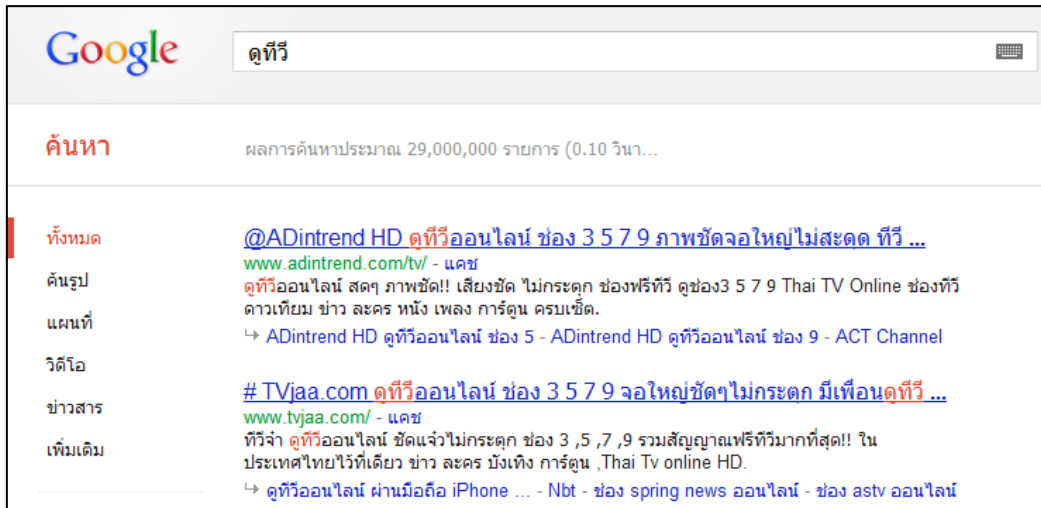 Google
ดูทีวี
ค้นหา
ผลการค้นหาประมาณ 29,000,000 รายการ (0.10 วินา...
ทั้งหมด
ค้นรูป
แผนที่
วิดีโอ
ข่าวสาร
เพิ่มเติม
@ADintrend HD ดูทีวีออนไลน์ ช่อง 3 5 7 9 ภาพชัดจอใหญ่ไม่สะดุด ทีวี ...
www.adintrend.com/tv/ - แคช
ดูทีวีออนไลน์ สดๆ ภาพชัด!! เสียงชัด ไม่กระตุก ช่องฟรีทีวี ดูช่อง3 5 7 9 Thai TV Online ช่องทีวี
ดาวเทียม ข่าว ละคร หนัง เพลง การ์ตูน ครบเซ็ต.
↳ ADintrend HD ดูทีวีออนไลน์ ช่อง 5 - ADintrend HD ดูทีวีออนไลน์ ช่อง 9 - ACT Channel
# TVjaa.com ดูทีวีออนไลน์ ช่อง 3 5 7 9 จอใหญ่ชัดๆไม่กระตก มีเพื่อนดูทีวี ...
www.tvjaa.com/ - แคช
ทีวีจ๋า ดูทีวีออนไลน์ ชัดแจ๋วไม่กระตุก ช่อง 3 ,5 ,7 ,9 รวมสัญญาณฟรีทีวีมากที่สุด!! ใน
ประเทศไทยไว้ที่เดียว ข่าว ละคร บังเทิง การ์ตูน ,Thai Tv online HD.
↳ ดูทีวีออนไลน์ ผ่านมือถือ iPhone ... - Nbt - ช่อง spring news ออนไลน์ - ช่อง astv ออนไลน์